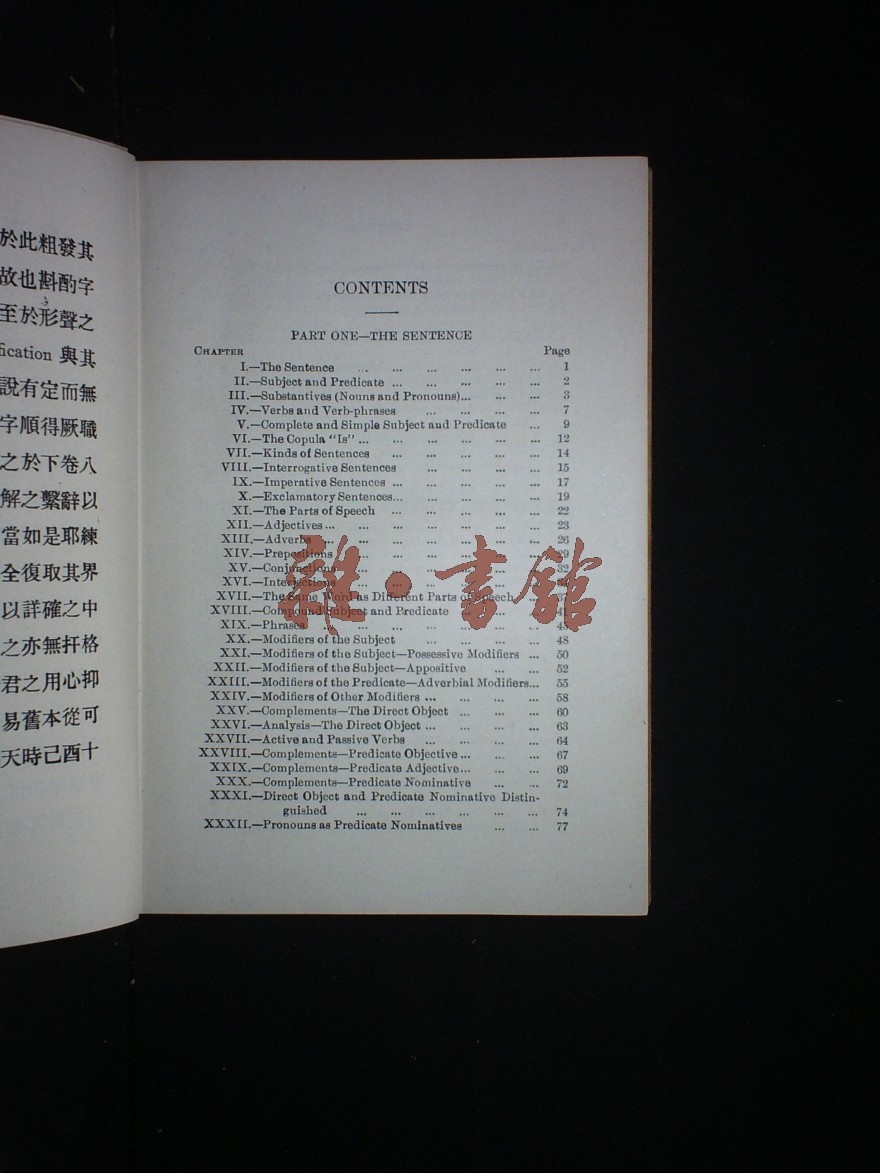 於此粗發其
故也斟酌字
至於形聲之
fication 與其
說有定而無
字順得厥職
之於下卷八
解之繫辭以
當如是耶練
全復取其界
以詳確之中
之亦無扞格
君之用心抑
易舊本從可
天時己酉十
CONTENTS
PART ONE—THE SENTENCE
CHAPTER Page
I.—The Sentence ... ... ... ... ... ... 1
II.—Subject and Predicate ... ... ... ... ... 2
III.—Substantives (Nouns and Pronouns)... ... ... 3
IV.—Verbs and Verb-phrases ... ... ... ... 7
V.—Complete and Simple Subject and Predicate ... 9
VI.—The Copula "Is"... ... ... ... ... ... 12
VII.—Kinds of Sentences ... ... ... ... ... 14
VIII.—Interrogative Sentences ... ... ... ... 15
IX.—Imperative Sentences ... ... ... ... ... 17
X.—Exclamatory Sentences... ... ... ... ... 19
XI.—The Parts of Speech ... ... ... ... ... 22
XII.—Adjectives... ... ... ... ... ... ... 23
XIII.—Adverbs ... ... ... ... ... ... 26
XIV.—Prepositions ... ... ... ... ... ... 29
XV.—Conjunctions ... ... ... ... ... ... 32
XVI.—Interjections ... ... ... ... ... ...
XVII.—The Same Word as Different Parts of Speech ...
XVIII.—Compound Subject and Predicate ... ... ... 41
XIX.—Phrases ... ... ... ... ... ... ... 45
XX.—Modifiers of the Subject ... ... ... ... 48
XXI.—Modifiers of the Subject—Possessive Modifiers ... 50
XXII.—Modifiers of the Subject—Appositive ... ... 52
XXIII.—Modifiers of the Predicate—Adverbial Modifiers... 55
XXIV.—Modifiers of Other Modifiers ... ... ... ... 58
XXV.—Complements—The Direct Object ... ... ... 60
XXVI.—Analysis—The Direct Object ... ... ... ... 63
XXVII.—Active and Passive Verbs ... ... ... ... 64
XXVIII.—Complements—Predicate Objective... ... ... 67
XXIX.—Complements—Predicate Adjective... ... ... 69
XXX.—Complements—Predicate Nominative ... ... 72
XXXI.—Direct Object and Predicate Nominative Distin-
guished ... ... ... ... ... ... 74
XXXII.—Pronouns as Predicate Nominatives ... ... 77
雜·書館